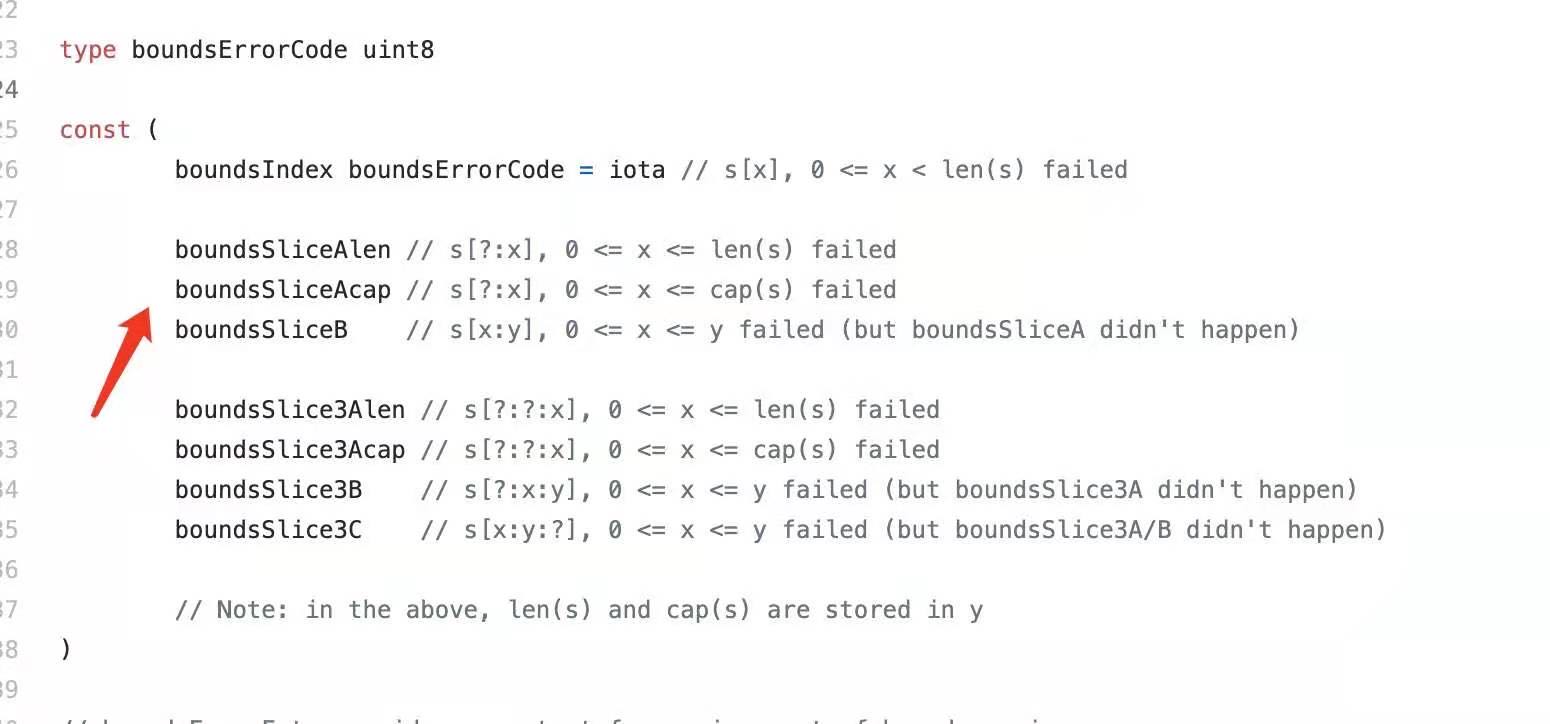 22
23 type boundsErrorCode uint8
24
25 const (
26 boundsIndex boundsErrorCode = iota // s[x], 0 <= x < len(s) failed
27
28 boundsSliceAlen // s[?:x], 0 <= x <= len(s) failed
29 boundsSliceAcap // s[?:x], 0 <= x <= cap(s) failed
30 boundsSliceB // s[x:y], 0 <= x <= y failed (but boundsSliceA didn't happen)
31
32 boundsSlice3Alen // s[?:?:x], 0 <= x <= len(s) failed
33 boundsSlice3Acap // s[?:?:x], 0 <= x <= cap(s) failed
34 boundsSlice3B // s[?:x:y], 0 <= x <= y failed (but boundsSlice3A didn't happen)
35 boundsSlice3C // s[x:y:?], 0 <= x <= y failed (but boundsSlice3A/B didn't happen)
36
37 // Note: in the above, len(s) and cap(s) are stored in y
38 )
39